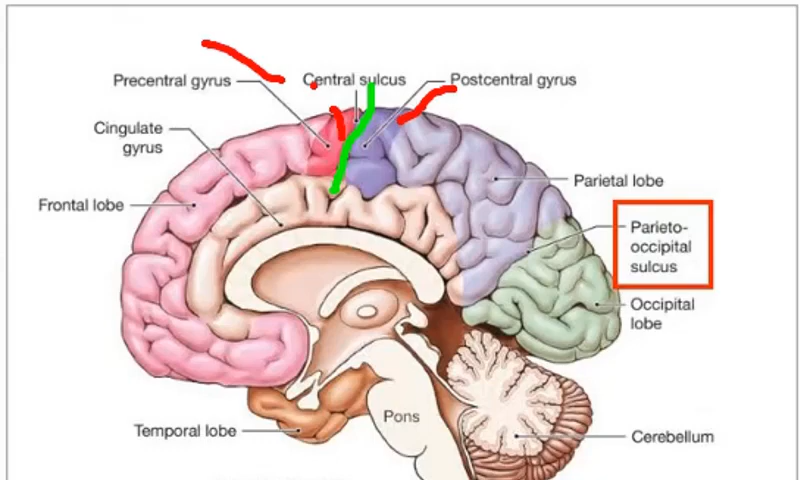 Precentral gyrus
Central sulcus
Postcentral gyrus
Cingulate
gyrus
Parietal lobe
Frontal lobe
Parieto-
occipital
sulcus
Occipital
lobe
Pons
Temporal lobe
Cerebellum